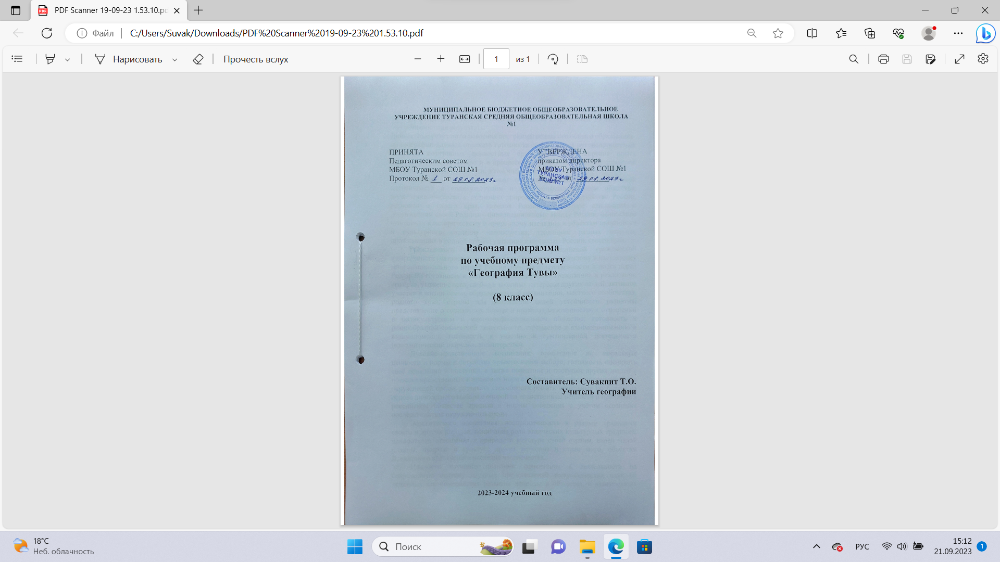 PDF Scanner 19-09-23 1.53.10.pd
Файл
C:/Users/Suvak/Downloads/PDF%20Scanner%2019-09-23%201.53.10.pdf
Нарисовать
Прочесть вслух
1
из 1
МУНИЦИПАЛЬНОЕ БЮДЖЕТНОЕ ОБЩЕОБРАЗОВАТЕЛЬНОЕ
УЧРЕЖДЕНИЕ ТУРАНСКАЯ СРЕДНЯЯ ОБЩЕОБРАЗОВАТЕЛЬНАЯ ШКОЛА
№1
ПРИНЯТА
Педагогическим советом
МБОУ Туранской СОШ №1
Протокол № 1 от 29.08.2023г
УТВЕРЖДЕНА
приказом директора
МБОУ Туранской СОШ №1
№ от 29.08.2023г
ТУРАНСКАЯ
СОШ №1
Рабочая программа
по учебному предмету
«География Тувы»
(8 класс)
Составитель: Сувакпит Т.О.
Учитель географии
2023-2024 учебный год
18°C
Неб. облачность
Поиск
РУС
15:12
21.09.2023
1